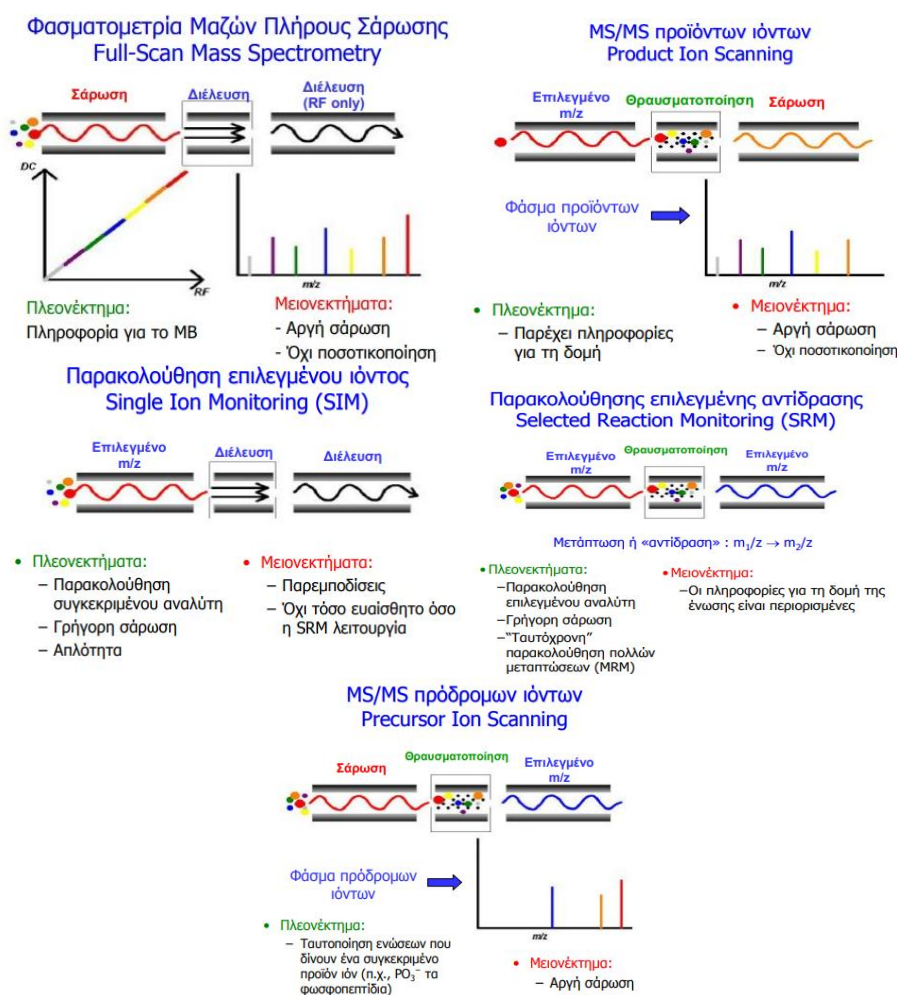 Φασματομετρία Μαζών Πλήρους Σάρωσης
Full-Scan Mass Spectrometry
Σάρωση
Διέλευση
Διέλευση
(RF only)
DC
RF
m/z
Πλεονέκτημα:
Πληροφορία για το ΜΒ
Μειονεκτήματα:
- Αργή σάρωση
- Όχι ποσοτικοποίηση
MS/MS προϊόντων ιόντων
Product Ion Scanning
Επιλεγμένο
m/z
Θραυσματοποίηση
Σάρωση
Φάσμα προϊόντων
ιόντων
m/z
• Πλεονέκτημα:
– Παρέχει πληροφορίες
για τη δομή
• Μειονέκτημα:
– Αργή σάρωση
– Όχι ποσοτικοποίηση
Παρακολούθηση επιλεγμένου ιόντος
Single Ion Monitoring (SIM)
Επιλεγμένο
m/z
Διέλευση
Διέλευση
• Πλεονεκτήματα:
– Παρακολούθηση
συγκεκριμένου αναλύτη
– Γρήγορη σάρωση
– Απλότητα
• Μειονεκτήματα:
– Παρεμποδίσεις
– Όχι τόσο ευαίσθητο όσο
η SRM λειτουργία
Παρακολούθησης επιλεγμένης αντίδρασης
Selected Reaction Monitoring (SRM)
Επιλεγμένο
m/z
Θραυσματοποίηση
Επιλεγμένο
m/z
Μετάπτωση ή «αντίδραση» : m₁/z → m₂/z
• Πλεονεκτήματα:
– Παρακολούθηση
επιλεγμένου αναλύτη
– Γρήγορη σάρωση
– "Ταυτόχρονη"
παρακολούθηση πολλών
μεταπτώσεων (MRM)
• Μειονέκτημα:
– Οι πληροφορίες για τη δομή της
ένωσης είναι περιορισμένες
MS/MS πρόδρομων ιόντων
Precursor Ion Scanning
Σάρωση
Θραυσματοποίηση
Επιλεγμένο
m/z
Φάσμα πρόδρομων
ιόντων
m/z
• Πλεονέκτημα:
– Ταυτοποίηση ενώσεων που
δίνουν ένα συγκεκριμένο
προϊόν ιόν (π.χ., PO₃⁻ τα
φωσφοπεπτίδια)
• Μειονέκτημα:
– Αργή σάρωση